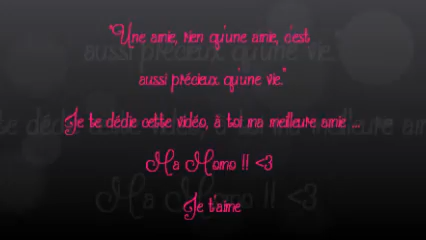 "Une amie, rien qu'une amie, c'est
aussi précieux qu'une vie."
Je te dédie cette vidéo, à toi ma meilleure amie ...
Ma Momo !! <3
Je t'aime